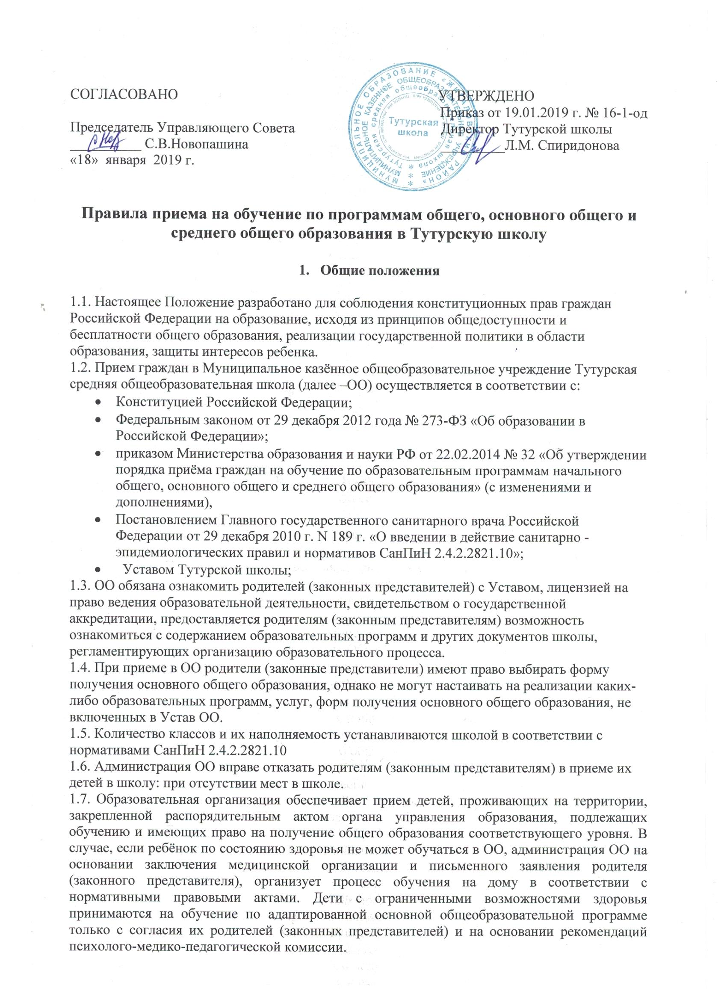 СОГЛАСОВАНО
Председатель Управляющего Совета
__________ С.В.Новопашина
«18» января 2019 г.
УТВЕРЖДЕНО
Приказ от 19.01.2019 г. № 16-1-од
Директор Тутурской школы
_________Л.М. Спиридонова
МУНИЦИПАЛЬНОЕ ОБРАЗОВАНИЕ «ЖИГАЛОВСКИЙ РАЙОН»
МУНИЦИПАЛЬНОЕ КАЗЕННОЕ ОБЩЕОБРАЗОВАТЕЛЬНОЕ УЧРЕЖДЕНИЕ
Тутурская средняя общеобразовательная школа
Тутурская
школа
Правила приема на обучение по программам общего, основного общего и
среднего общего образования в Тутурскую школу
1. Общие положения
1.1. Настоящее Положение разработано для соблюдения конституционных прав граждан
Российской Федерации на образование, исходя из принципов общедоступности и
бесплатности общего образования, реализации государственной политики в области
образования, защиты интересов ребенка.
1.2. Прием граждан в Муниципальное казённое общеобразовательное учреждение Тутурская
средняя общеобразовательная школа (далее –ОО) осуществляется в соответствии с:
• Конституцией Российской Федерации;
• Федеральным законом от 29 декабря 2012 года № 273-ФЗ «Об образовании в
Российской Федерации»;
• приказом Министерства образования и науки РФ от 22.02.2014 № 32 «Об утверждении
порядка приёма граждан на обучение по образовательным программам начального
общего, основного общего и среднего общего образования» (с изменениями и
дополнениями),
• Постановлением Главного государственного санитарного врача Российской
Федерации от 29 декабря 2010 г. N 189 г. «О введении в действие санитарно -
эпидемиологических правил и нормативов СанПиН 2.4.2.2821.10»;
• Уставом Тутурской школы;
1.3. ОО обязана ознакомить родителей (законных представителей) с Уставом, лицензией на
право ведения образовательной деятельности, свидетельством о государственной
аккредитации, предоставляется родителям (законным представителям) возможность
ознакомиться с содержанием образовательных программ и других документов школы,
регламентирующих организацию образовательного процесса.
1.4. При приеме в ОО родители (законные представители) имеют право выбирать форму
получения основного общего образования, однако не могут настаивать на реализации каких-
либо образовательных программ, услуг, форм получения основного общего образования, не
включенных в Устав ОО.
1.5. Количество классов и их наполняемость устанавливаются школой в соответствии с
нормативами СанПиН 2.4.2.2821.10
1.6. Администрация ОО вправе отказать родителям (законным представителям) в приеме их
детей в школу: при отсутствии мест в школе.
1.7. Образовательная организация обеспечивает прием детей, проживающих на территории,
закрепленной распорядительным актом органа управления образования, подлежащих
обучению и имеющих право на получение общего образования соответствующего уровня. В
случае, если ребёнок по состоянию здоровья не может обучаться в ОО, администрация ОО на
основании заключения медицинской организации и письменного заявления родителя
(законного представителя), организует процесс обучения на дому в соответствии с
нормативными правовыми актами. Дети с ограниченными возможностями здоровья
принимаются на обучение по адаптированной основной общеобразовательной программе
только с согласия их родителей (законных представителей) и на основании рекомендаций
психолого-медико-педагогической комиссии.